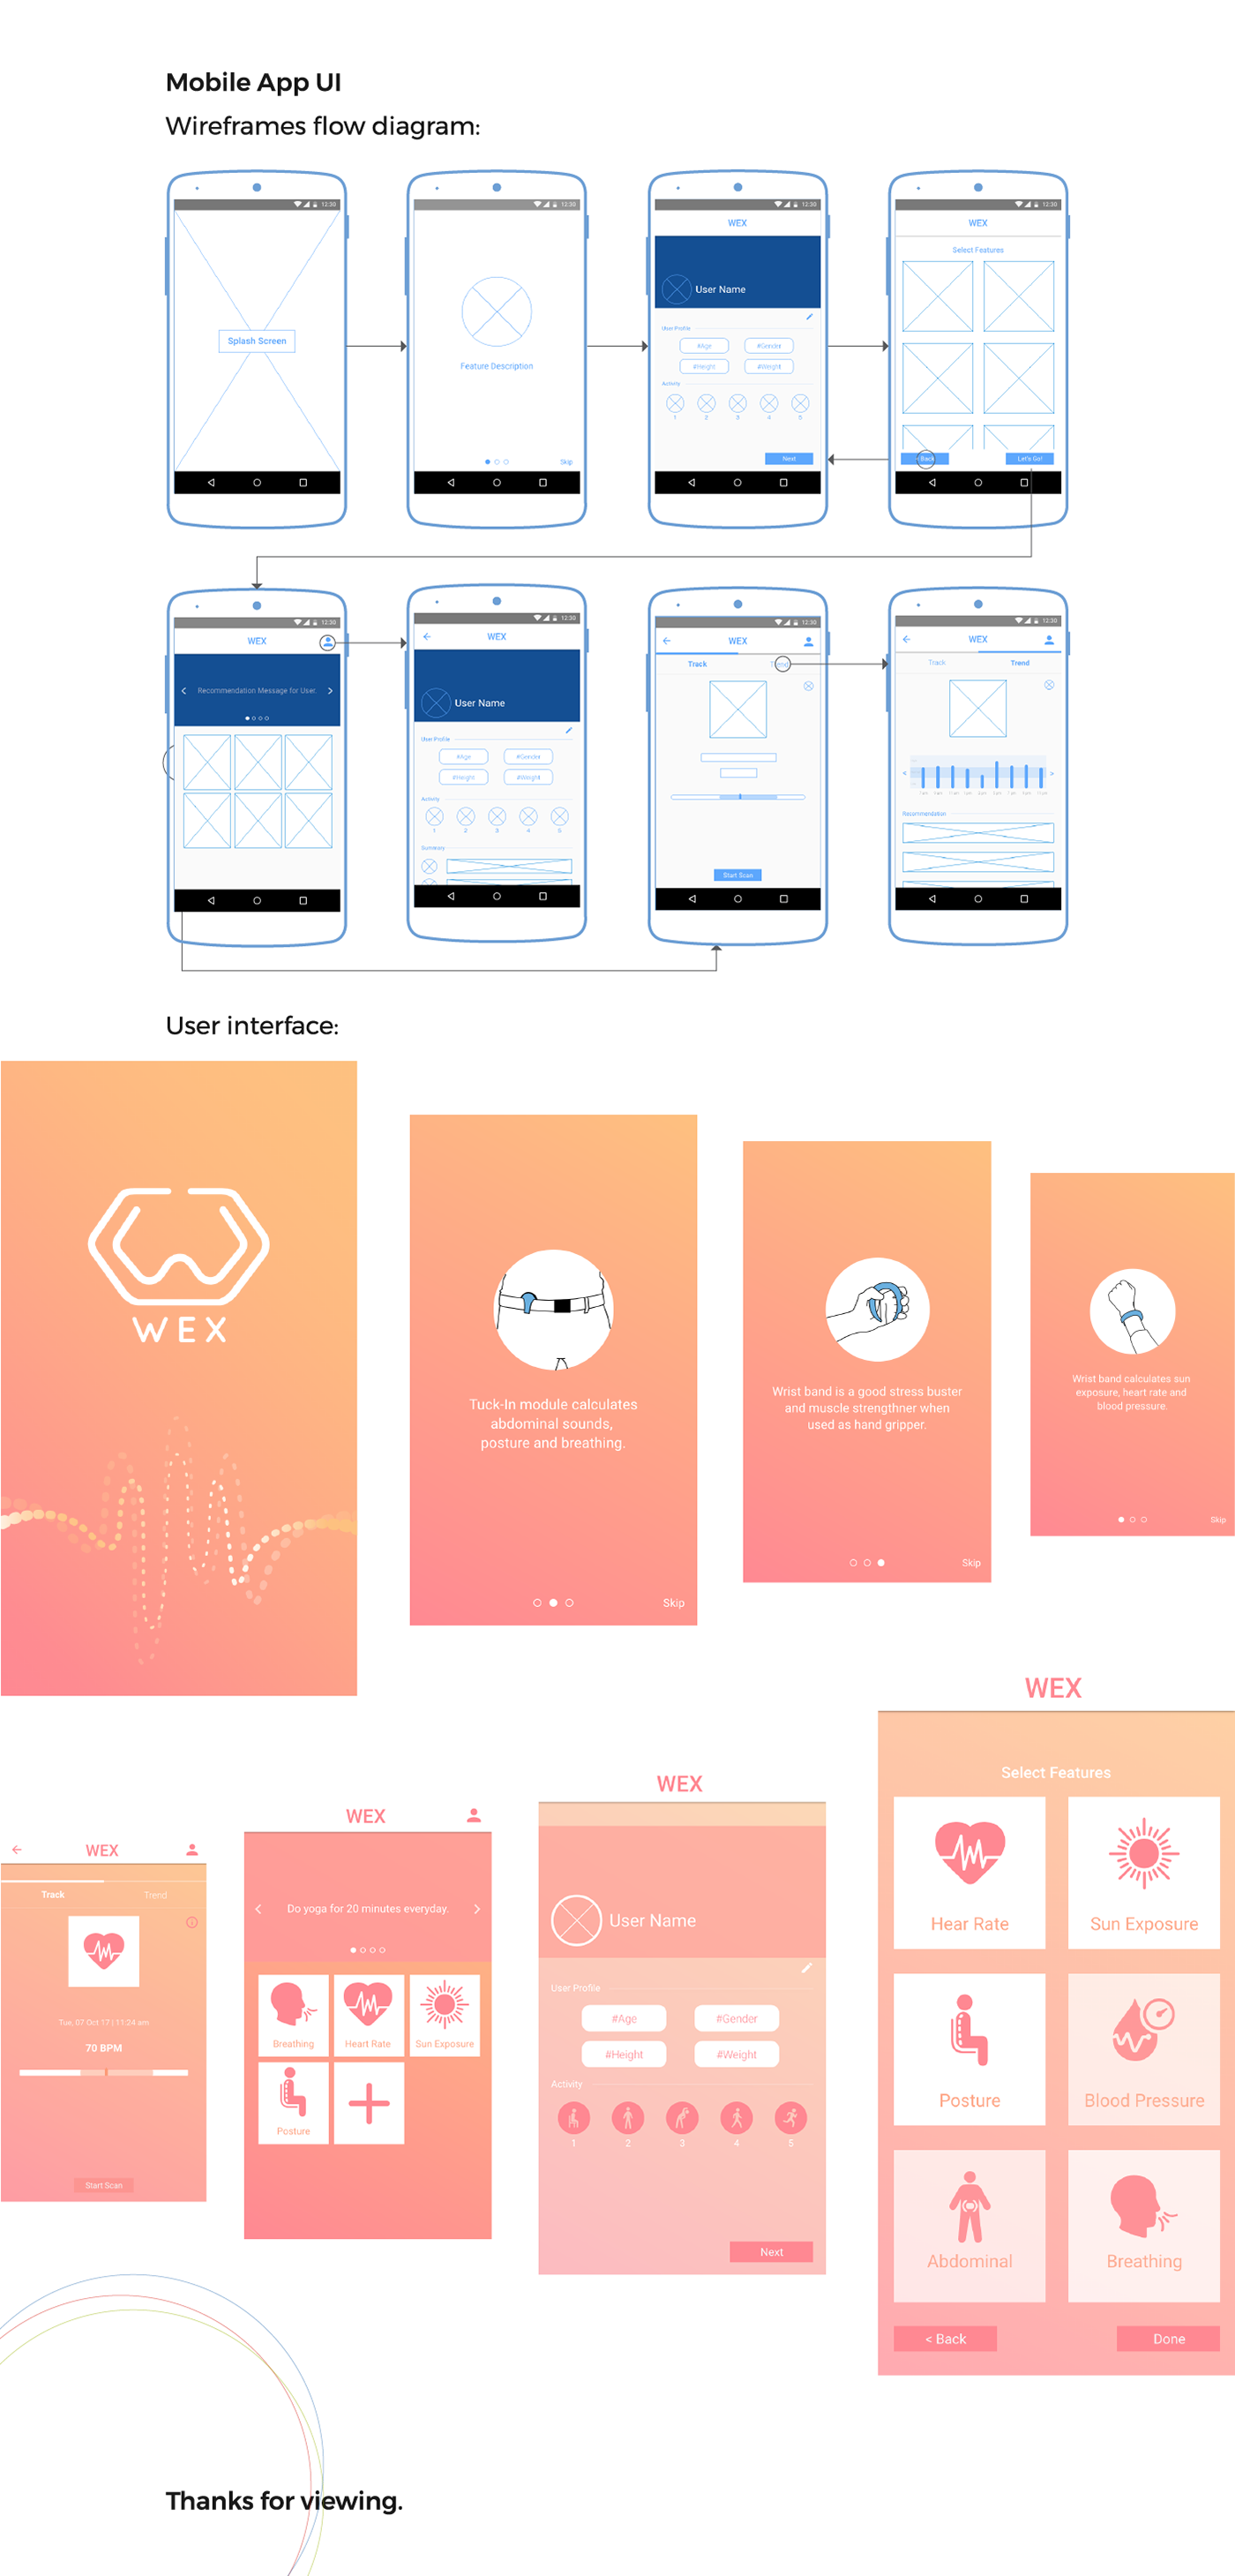 Mobile App UI
Wireframes flow diagram:
12:30
Splash Screen
12:30
Feature Description
Skip
12:30
WEX
User Name
User Profile
#Age
#Gender
#Height
#Weight
Activity
1 2 3 4 5
Next
12:30
WEX
Select Features
Back
Let's Go!
12:30
WEX
Recommendation Message for User.
12:30
WEX
User Name
User Profile
#Age
#Gender
#Height
#Weight
Activity
1 2 3 4 5
Summary
12:30
WEX
Track
Trend
Start Scan
12:30
WEX
Track
Trend
Recommendation
User interface:
WEX
Tuck-In module calculates
abdominal sounds,
posture and breathing.
Skip
Wrist band is a good stress buster
and muscle strengthner when
used as hand gripper.
Skip
Wrist band calculates sun
exposure, heart rate and
blood pressure.
Skip
WEX
Track
Trend
Tue, 07 Oct 17 | 11:24 am
70 BPM
Start Scan
WEX
Do yoga for 20 minutes everyday.
Breathing
Heart Rate
Sun Exposure
Posture
WEX
User Name
User Profile
#Age
#Gender
#Height
#Weight
Activity
1 2 3 4 5
Next
WEX
Select Features
Hear Rate
Sun Exposure
Posture
Blood Pressure
Abdominal
Breathing
< Back
Done
Thanks for viewing.